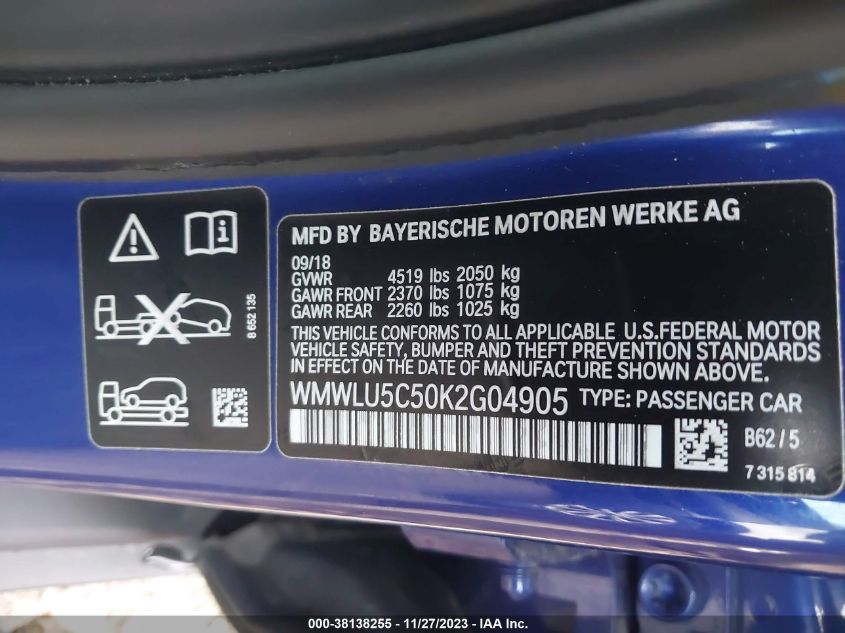 8 652 135
MFD BY BAYERISCHE MOTOREN WERKE AG
09/18
GVWR 4519 lbs 2050 kg
GAWR FRONT 2370 lbs 1075 kg
GAWR REAR 2260 lbs 1025 kg
THIS VEHICLE CONFORMS TO ALL APPLICABLE U.S.FEDERAL MOTOR
VEHICLE SAFETY, BUMPER AND THEFT PREVENTION STANDARDS
IN EFFECT ON THE DATE OF MANUFACTURE SHOWN ABOVE.
WMWLU5C50K2G04905 TYPE: PASSENGER CAR
B62/5
7 315 814
000-38138255 - 11/27/2023 - IAA Inc.